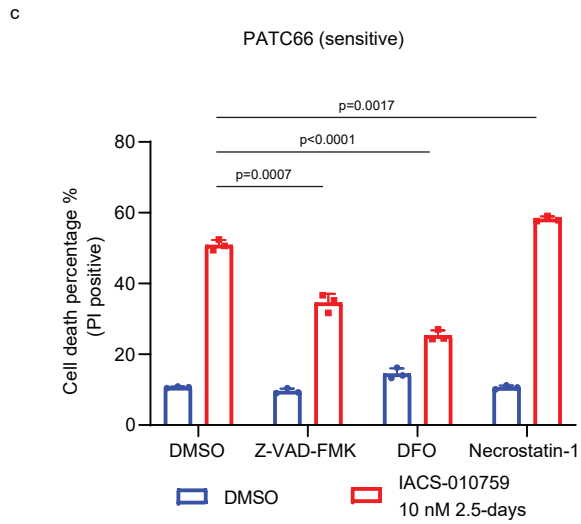 c
PATC66 (sensitive)
p=0.0017
p<0.0001
p=0.0007
Cell death percentage %
(PI positive)
80
60
40
20
0
DMSO Z-VAD-FMK DFO Necrostatin-1
DMSO
IACS-010759
10 nM 2.5-days